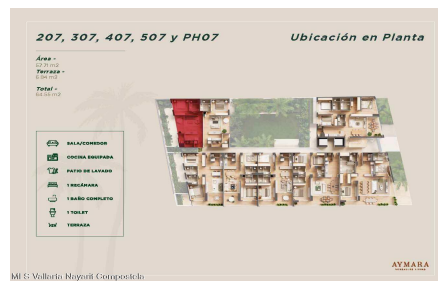 207, 307, 407, 507 y PH07
Ubicación en Planta
Área -
Terraza -
Total -
SALA/COMEDOR
COCINA EQUIPADA
PATIO DE LAVADO
1 RECÁMARA
1 BAÑO COMPLETO
1 TOILET
TERRAZA
AYMARA
MLS Vallarta Nayarit Compostela